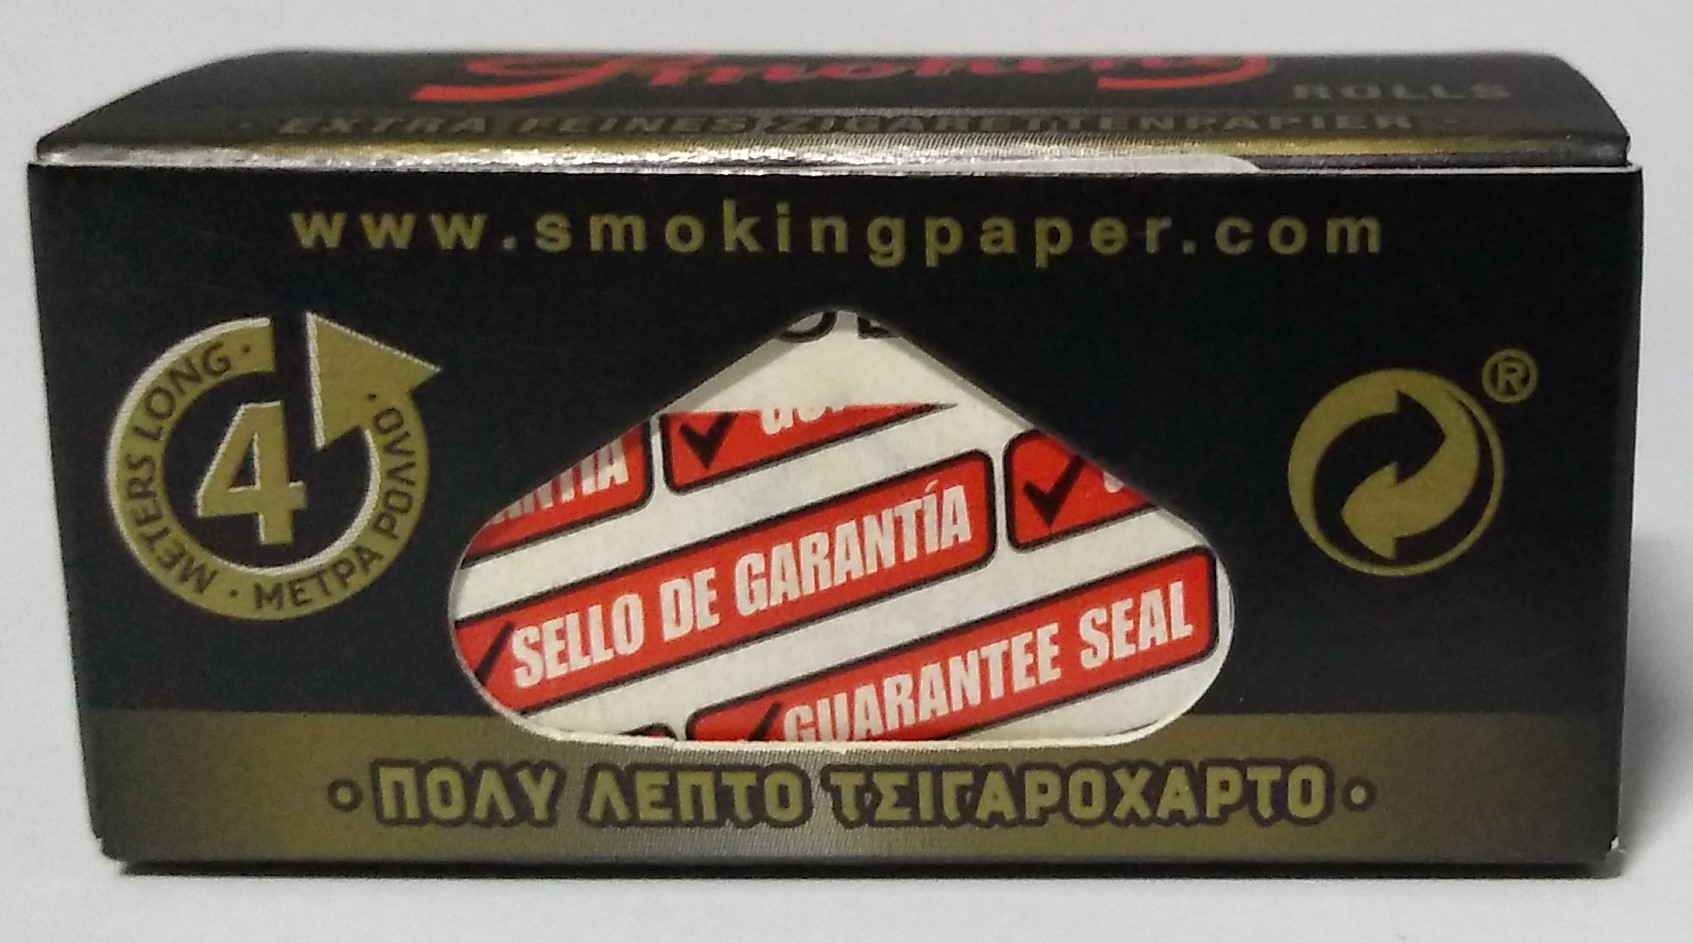 Smoking
ROLLS
· EXTRA FEINES ZIGARETTENPAPIER ·
www.smokingpaper.com
METERS LONG ·
4
· ΜΕΤΡΑ ΡΟΛΛΟ ·
®
SELLO DE GARANTÍA
GUARANTEE SEAL
· ΠΟΛΥ ΛΕΠΤΟ ΤΣΙΓΑΡΟΧΑΡΤΟ ·